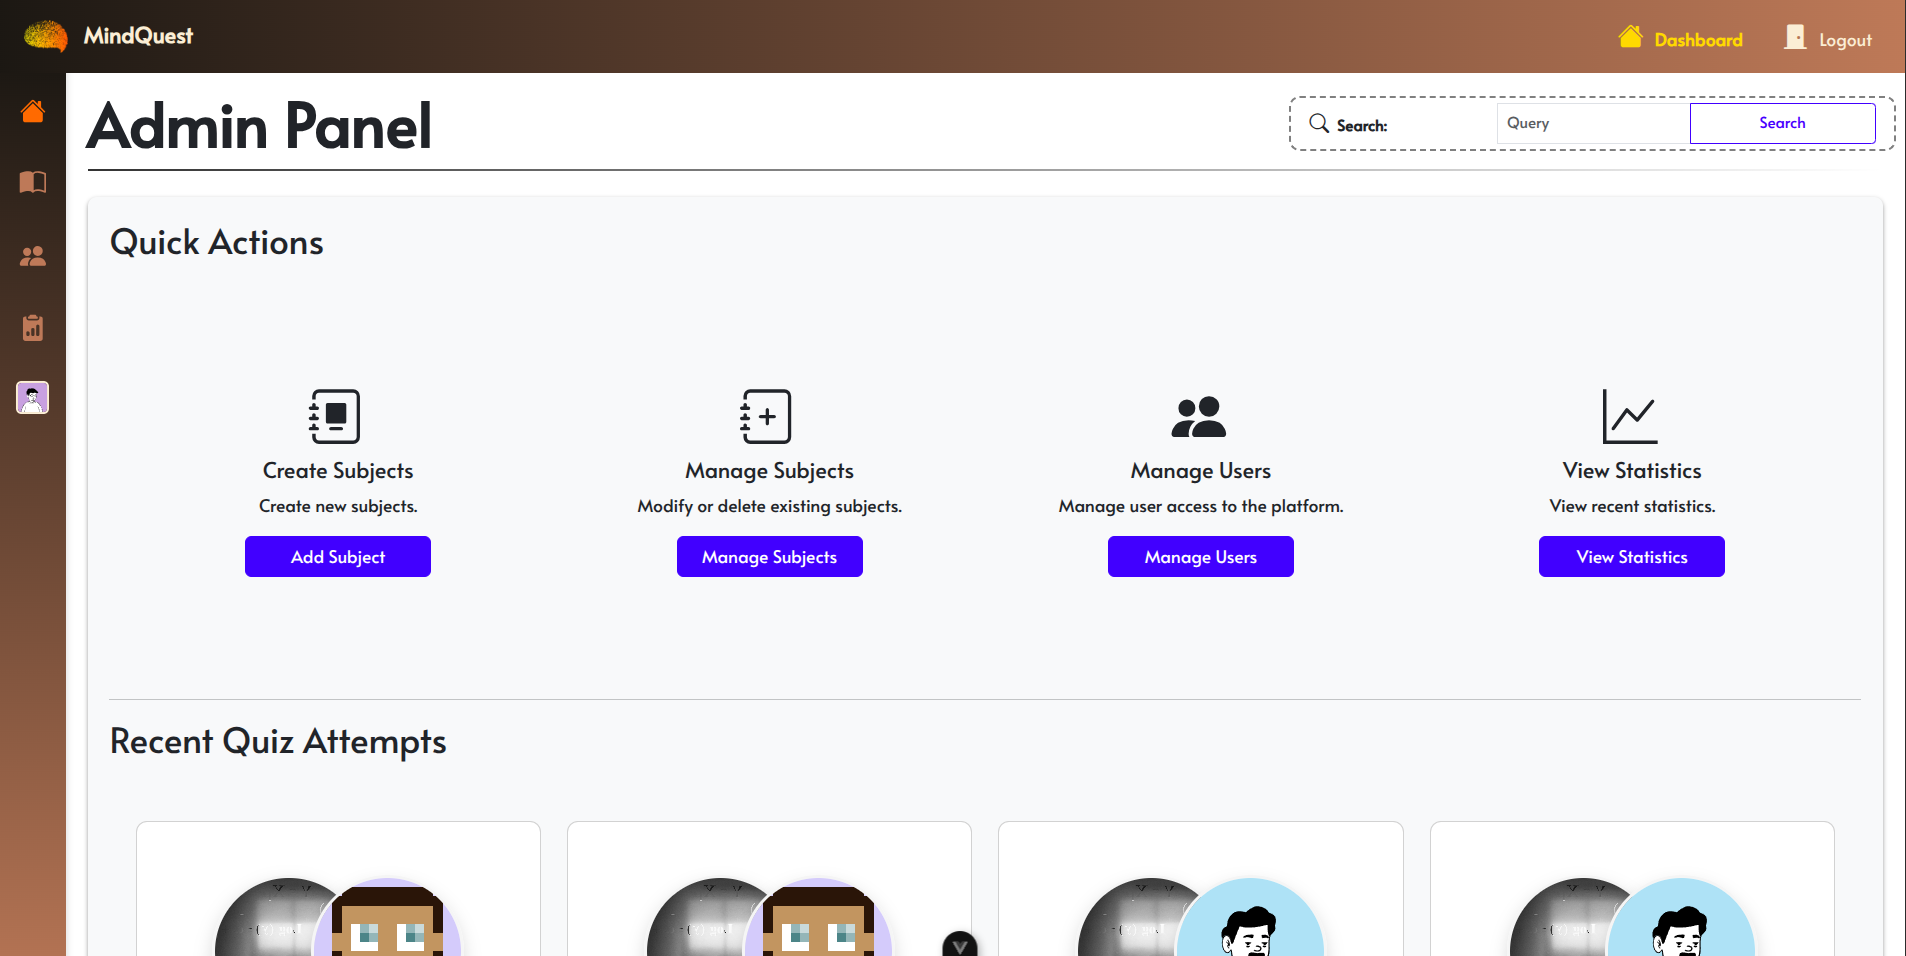 MindQuest
Dashboard
Logout
Admin Panel
Search:
Query
Search
Quick Actions
Create Subjects
Create new subjects.
Add Subject
Manage Subjects
Modify or delete existing subjects.
Manage Subjects
Manage Users
Manage user access to the platform.
Manage Users
View Statistics
View recent statistics.
View Statistics
Recent Quiz Attempts